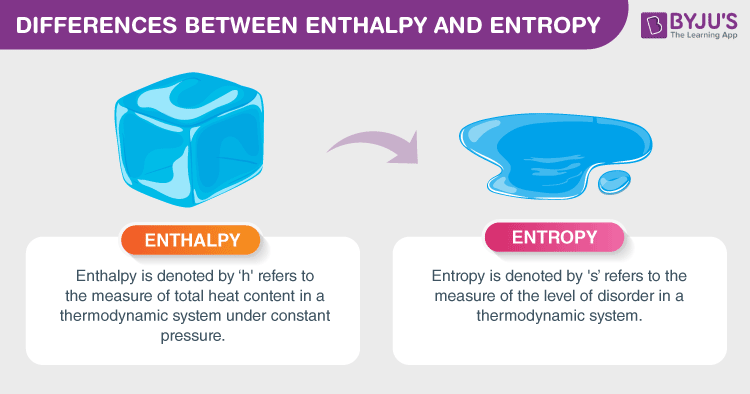 DIFFERENCES BETWEEN ENTHALPY AND ENTROPY
BYJU'S
The Learning App
ENTHALPY
Enthalpy is denoted by ‘h' refers to
the measure of total heat content in a
thermodynamic system under constant
pressure.
ENTROPY
Entropy is denoted by 's’ refers to the
measure of the level of disorder in a
thermodynamic system.